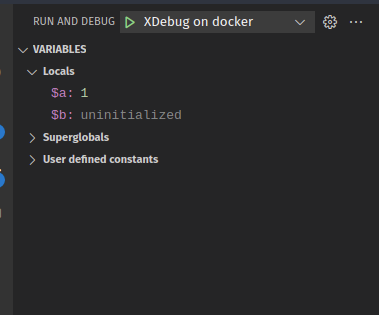 RUN AND DEBUG XDebug on docker
VARIABLES
Locals
$a: 1
$b: uninitialized
Superglobals
User defined constants